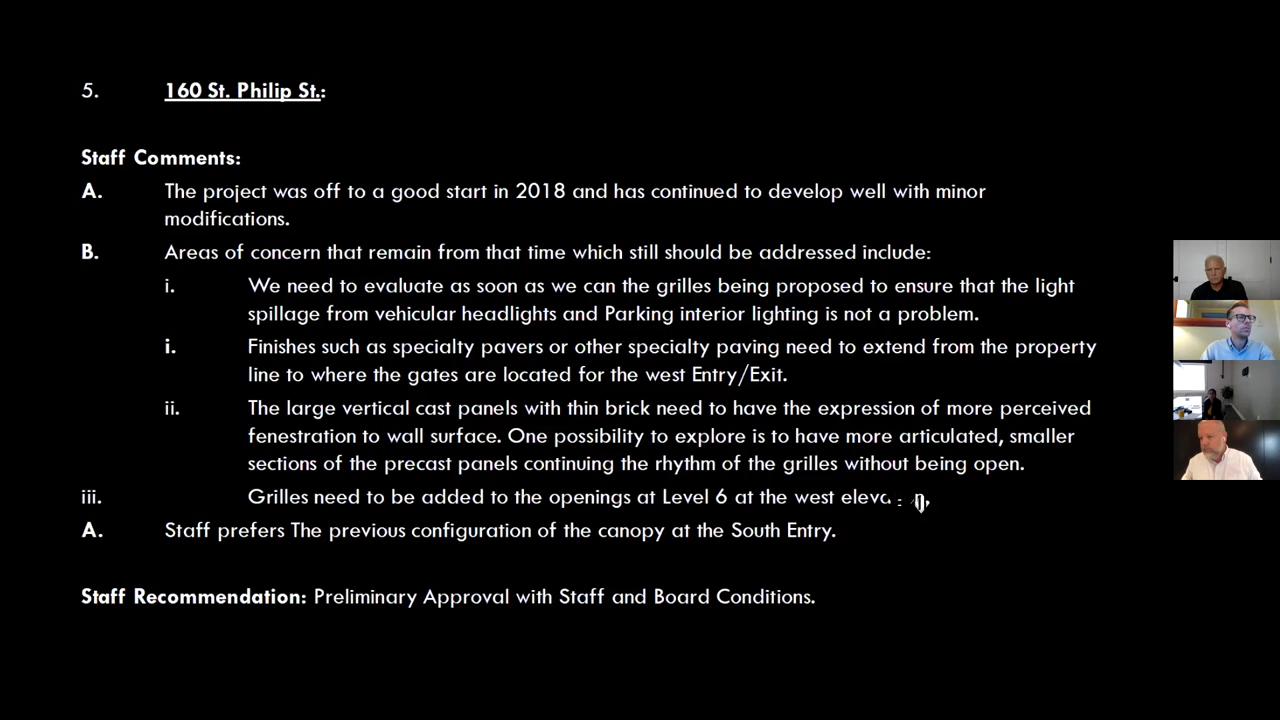 5. 160 St. Philip St.:
Staff Comments:
A. The project was off to a good start in 2018 and has continued to develop well with minor
modifications.
B. Areas of concern that remain from that time which still should be addressed include:
i. We need to evaluate as soon as we can the grilles being proposed to ensure that the light
spillage from vehicular headlights and Parking interior lighting is not a problem.
i. Finishes such as specialty pavers or other specialty paving need to extend from the property
line to where the gates are located for the west Entry/Exit.
ii. The large vertical cast panels with thin brick need to have the expression of more perceived
fenestration to wall surface. One possibility to explore is to have more articulated, smaller
sections of the precast panels continuing the rhythm of the grilles without being open.
iii. Grilles need to be added to the openings at Level 6 at the west
A. Staff prefers The previous configuration of the canopy at the South Entry.
Staff Recommendation: Preliminary Approval with Staff and Board Conditions.